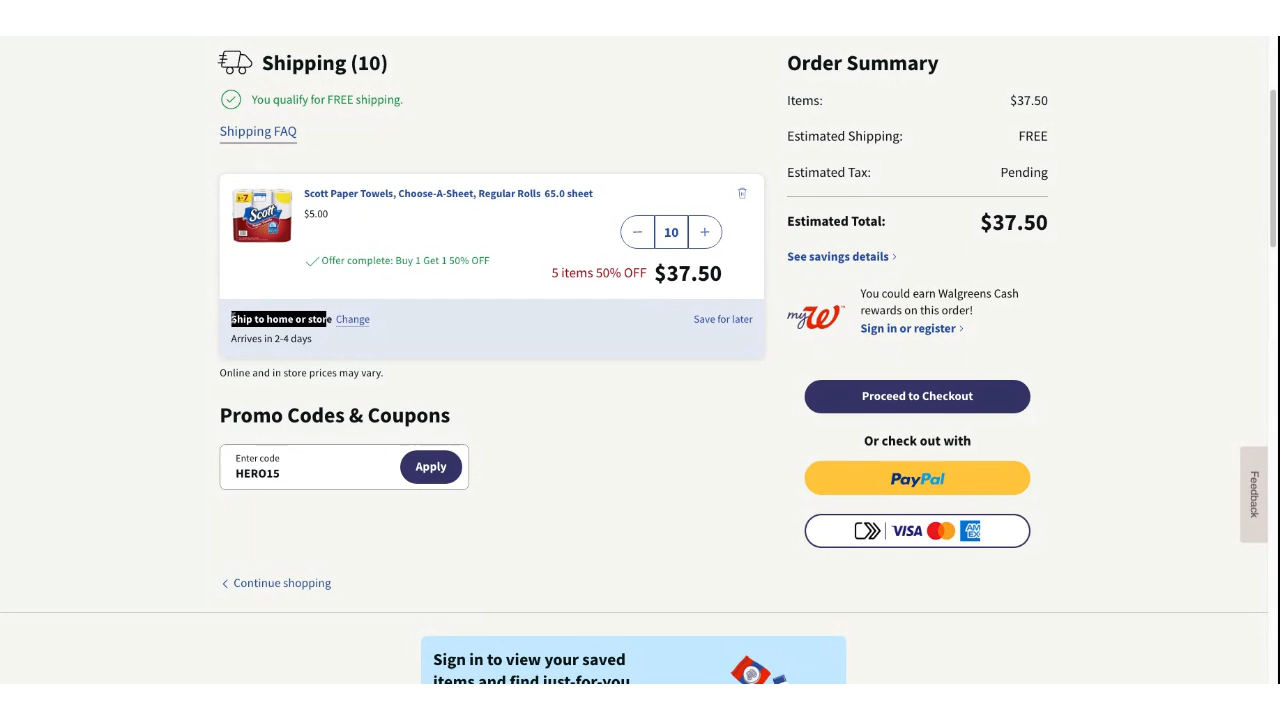 Shipping (10)
You qualify for FREE shipping.
Shipping FAQ
Scott Paper Towels, Choose-A-Sheet, Regular Rolls 65.0 sheet
$5.00
Scott
10
Offer complete: Buy 1 Get 1 50% OFF
5 items 50% OFF $37.50
Ship to home or store Change
Save for later
Arrives in 2-4 days
Online and in store prices may vary.
Promo Codes & Coupons
Enter code
HERO15
Apply
Continue shopping
Order Summary
Items: $37.50
Estimated Shipping: FREE
Estimated Tax: Pending
Estimated Total: $37.50
See savings details
myW
You could earn Walgreens Cash
rewards on this order!
Sign in or register
Proceed to Checkout
Or check out with
PayPal
VISA
AM
EX
Feedback
Sign in to view your saved
items and find just-for-you